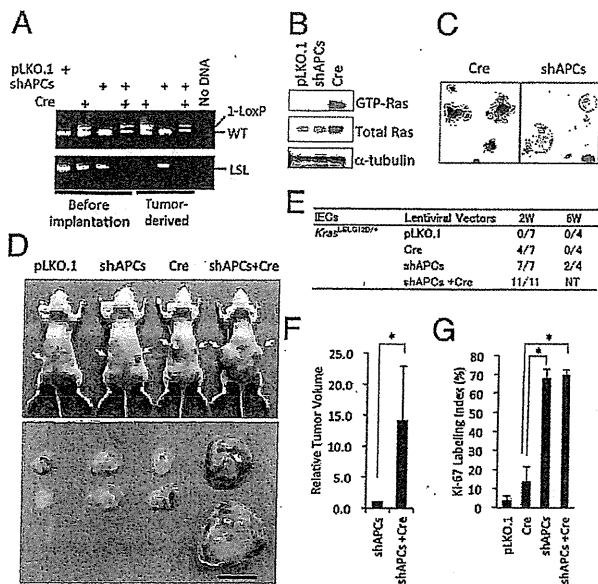 A
pLKO.1 +
shAPCs + + + +
Cre + + + +
No DNA
1-LoxP
WT
LSL
Before implantation
Tumor-derived
B
pLKO.1
shAPCs
Cre
GTP-Ras
Total Ras
α-tubulin
C
Cre shAPCs
D
pLKO.1 shAPCs Cre shAPCs+Cre
E
IECs Lentiviral Vectors 2W 6W
pLKO.1 0/7 0/4
Cre 4/7 0/4
shAPCs 7/7 2/4
shAPCs +Cre 11/11 NT
F
Relative Tumor Volume
25.0
20.0
15.0
10.0
5.0
0.0
*
shAPCs
shAPCs +Cre
G
Ki-67 Labeling Index (%)
80
70
60
50
40
30
20
10
0
*
*
pLKO.1
Cre
shAPCs
shAPCs +Cre